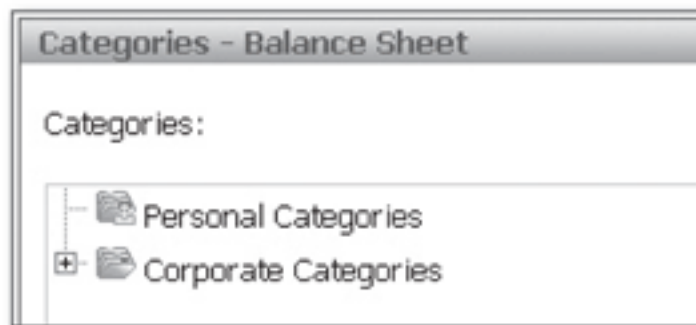 Categories - Balance Sheet
Categories:
Personal Categories
Corporate Categories